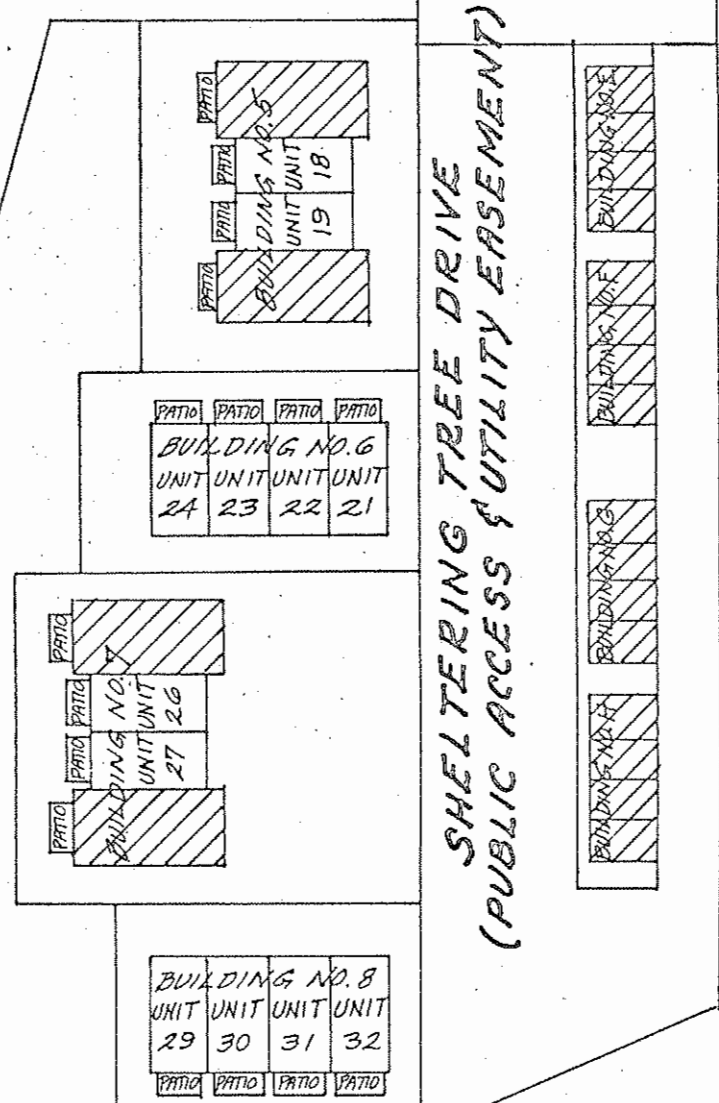 PATIO
PATIO
PATIO
PATIO
BUILDING NO. 5
UNIT UNIT
19 18
PATIO PATIO PATIO PATIO
BUILDING NO. 6
UNIT UNIT UNIT UNIT
24 23 22 21
PATIO
PATIO
PATIO
PATIO
BUILDING NO. 7
UNIT UNIT
27 26
BUILDING NO. 8
UNIT UNIT UNIT UNIT
29 30 31 32
PATIO PATIO PATIO PATIO
SHELTERING TREE DRIVE
(PUBLIC ACCESS & UTILITY EASEMENT)
BUILDING NO. E
BUILDING NO. F
BUILDING NO. G
BUILDING NO. H